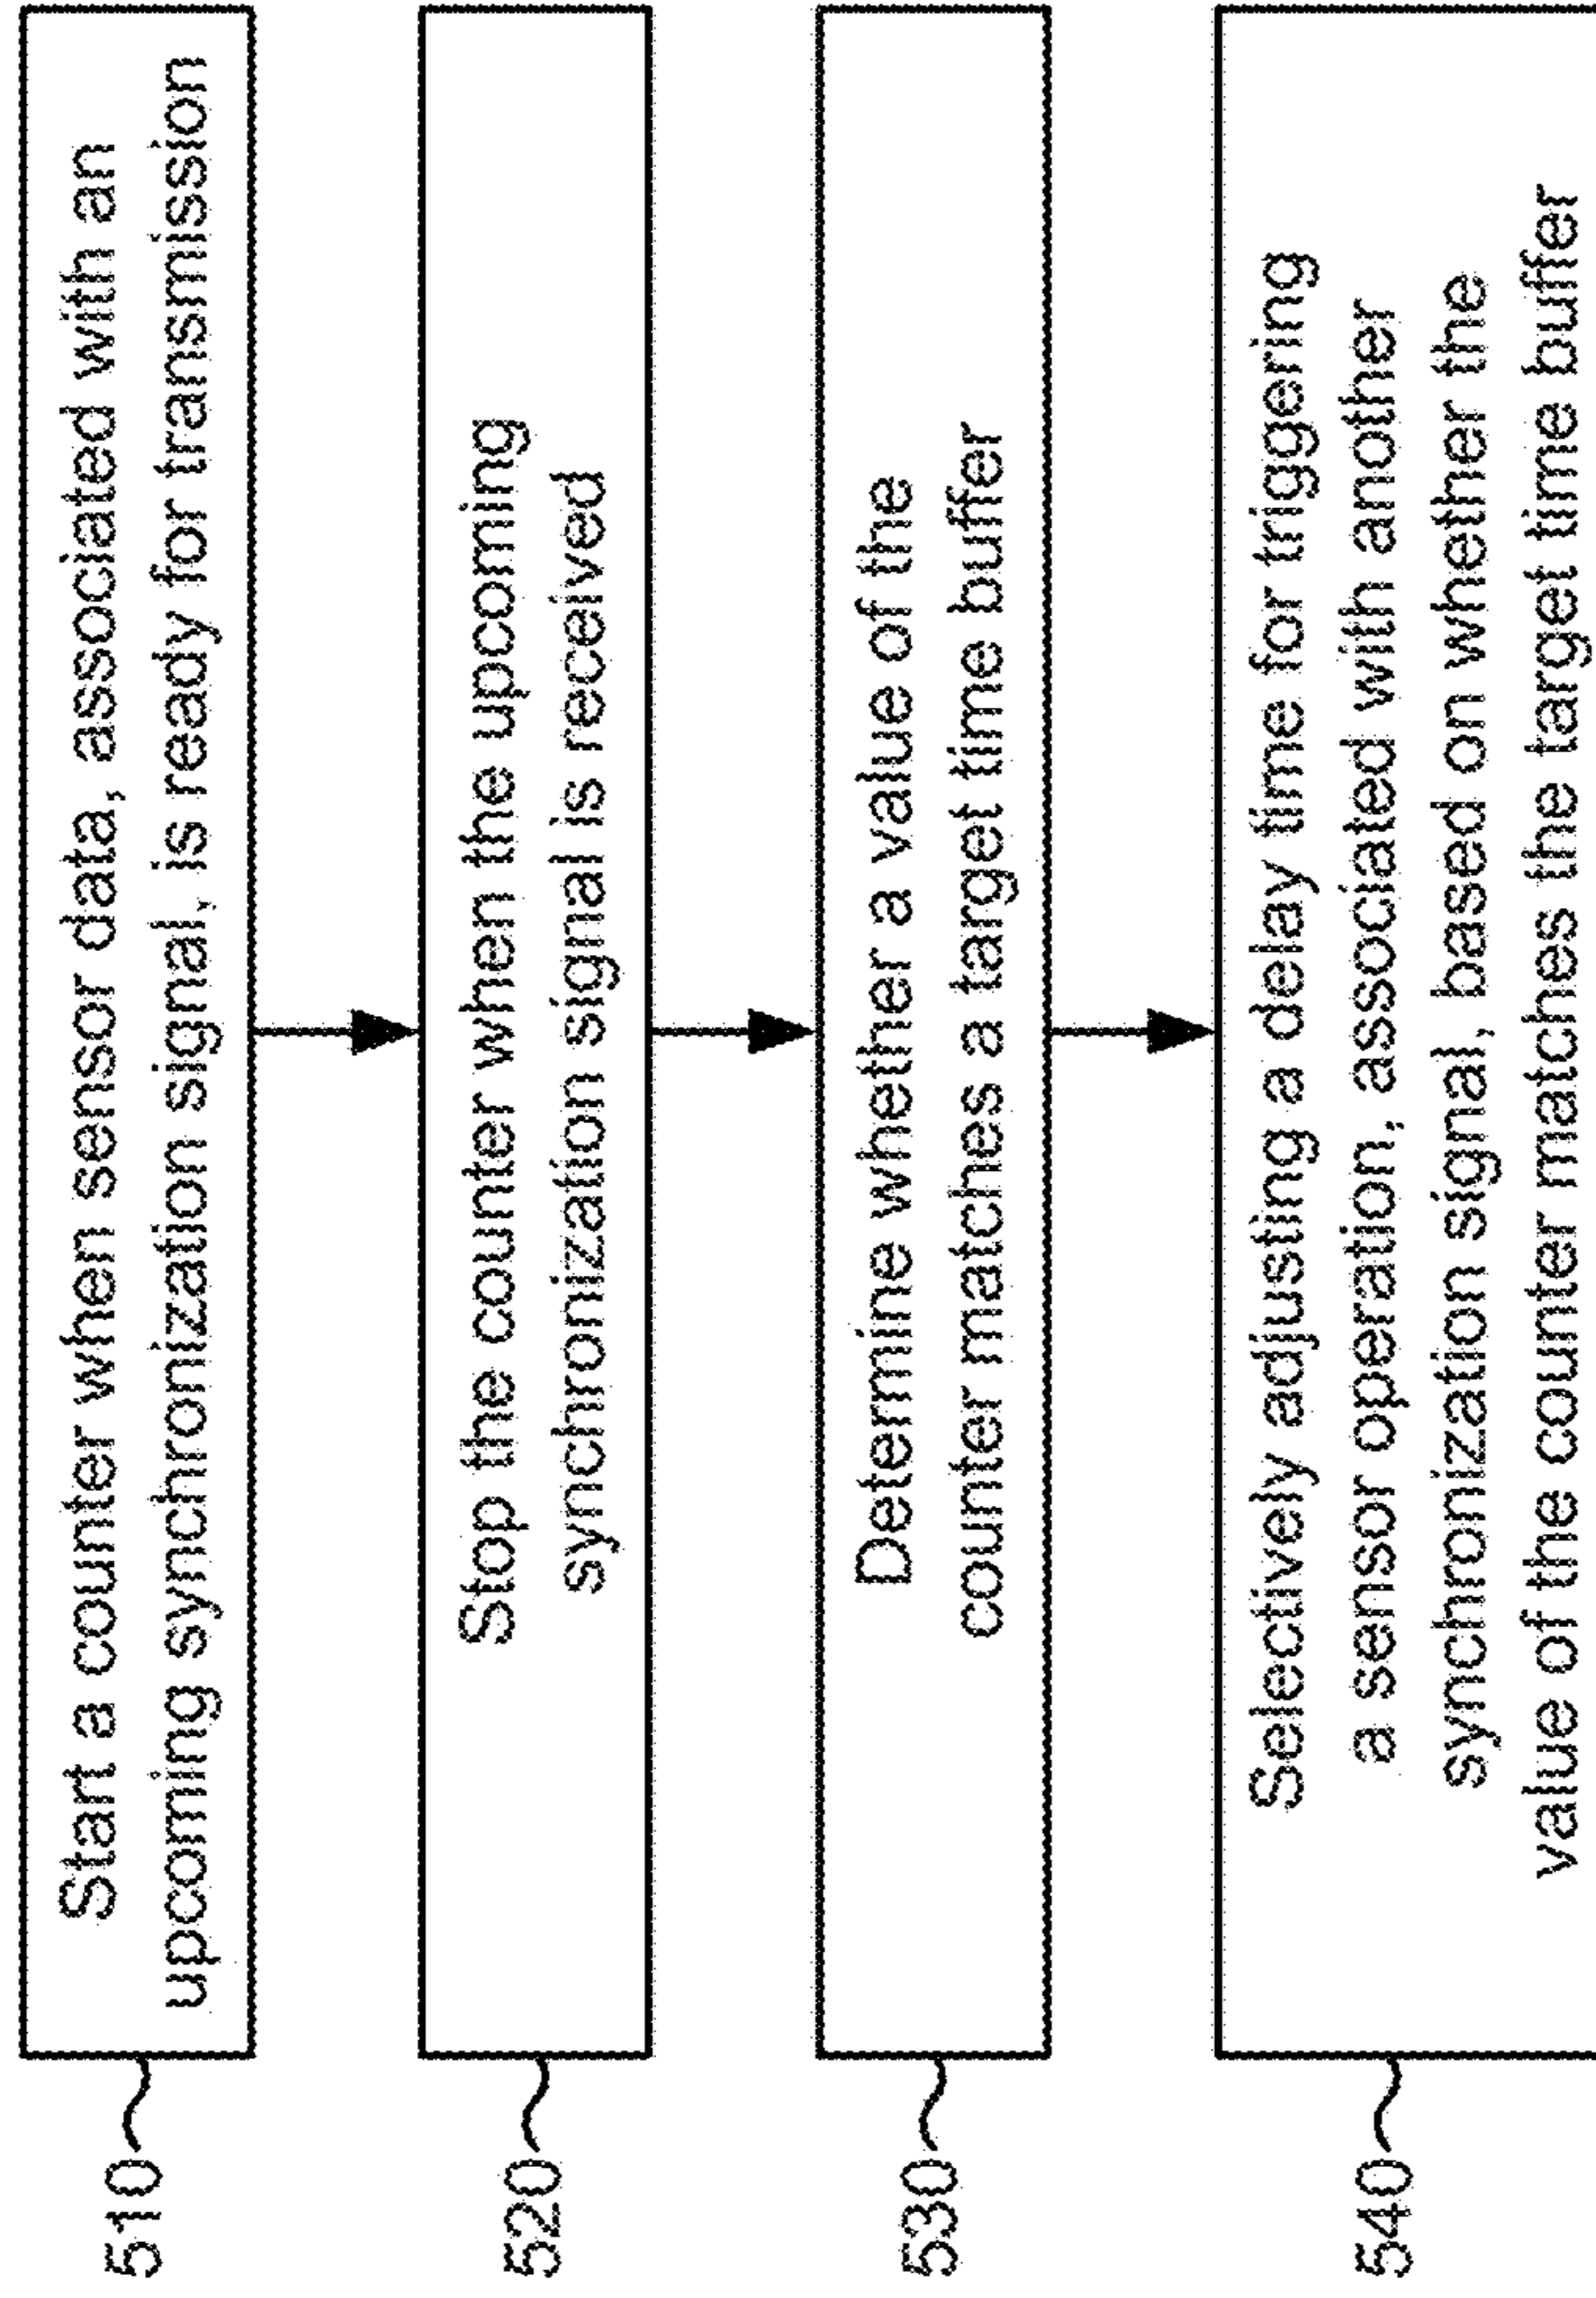 510
Start a counter when sensor data, associated with an
upcoming synchronization signal, is ready for transmission
520
Stop the counter when the upcoming
synchronization signal is received
530
Determine whether a value of the
counter matches a target time buffer
540
Selectively adjusting a delay time for triggering
a sensor operation, associated with another
synchronization signal, based on whether the
value of the counter matches the target time buffer